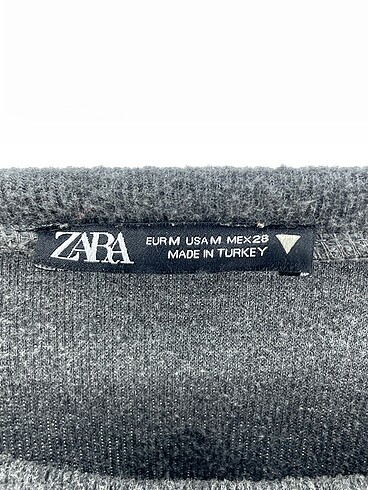 ZARA
EUR M USA M MEX 28
MADE IN TURKEY